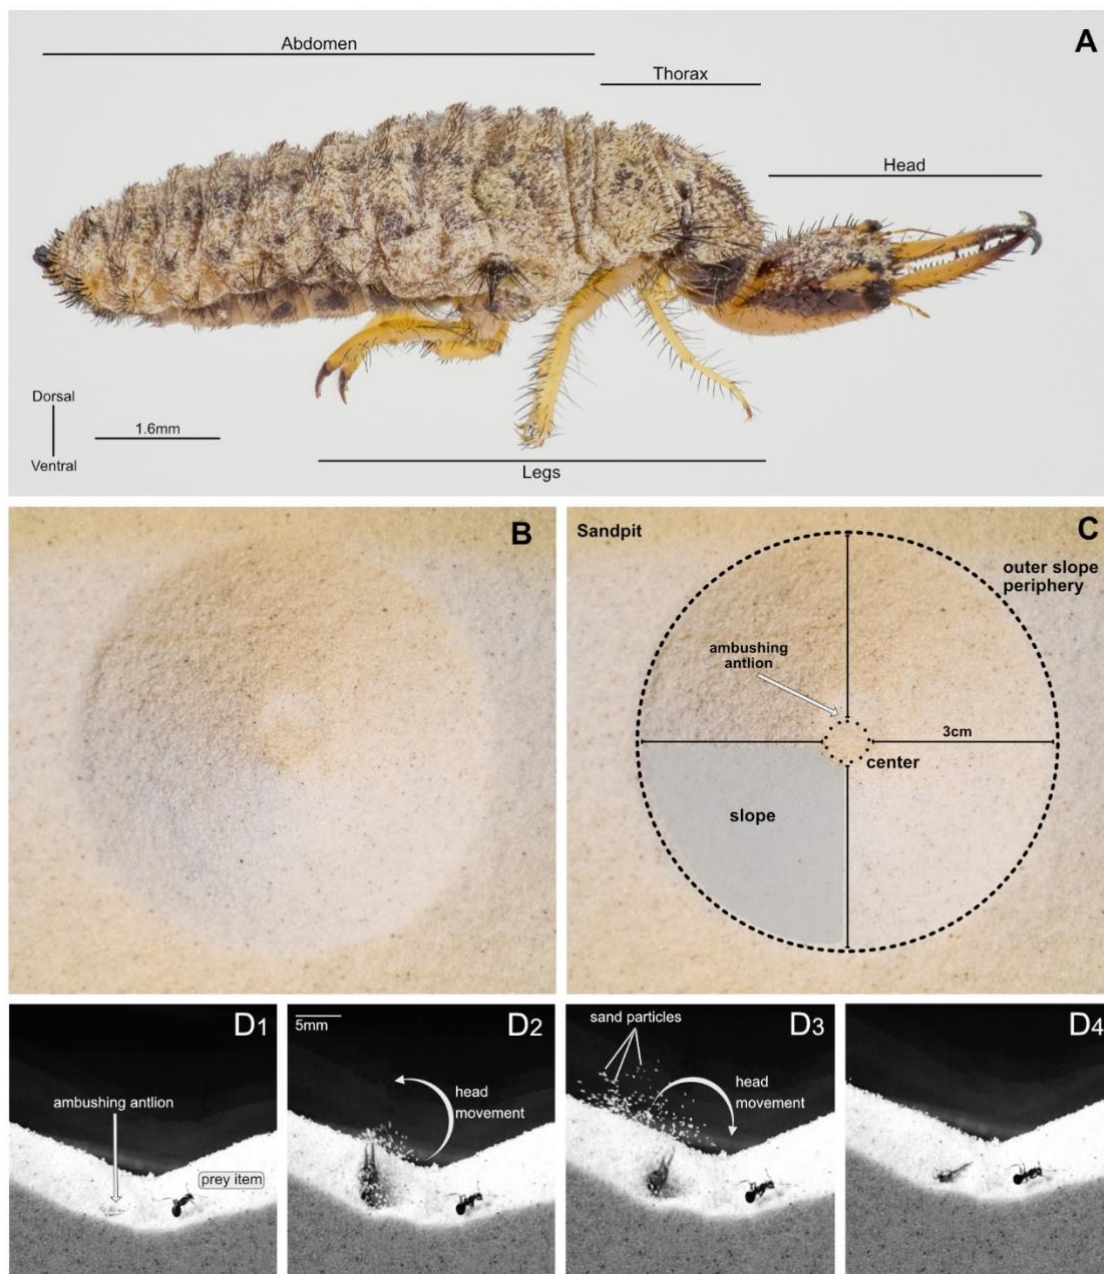 A
Abdomen
Thorax
Head
Dorsal
Ventral
1.6mm
Legs
B
C
Sandpit
outer slope
periphery
ambushing
antlion
3cm
center
slope
D1
ambushing antlion
prey item
D2
5mm
head
movement
D3
sand particles
head
movement
D4